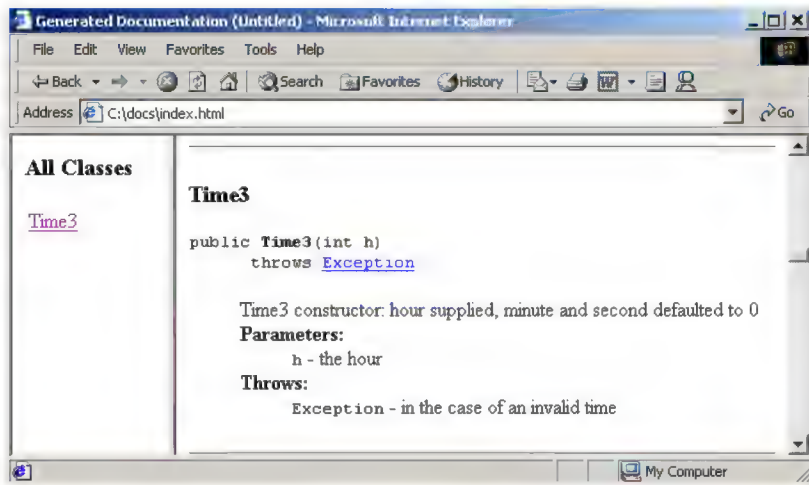 Generated Documentation (Untitled) - Microsoft Internet Explorer
File Edit View Favorites Tools Help
Back Search Favorites History
Address C:\docs\index.html Go
All Classes
Time3
Time3
public Time3(int h)
throws Exception
Time3 constructor: hour supplied, minute and second defaulted to 0
Parameters:
h - the hour
Throws:
Exception - in the case of an invalid time
My Computer